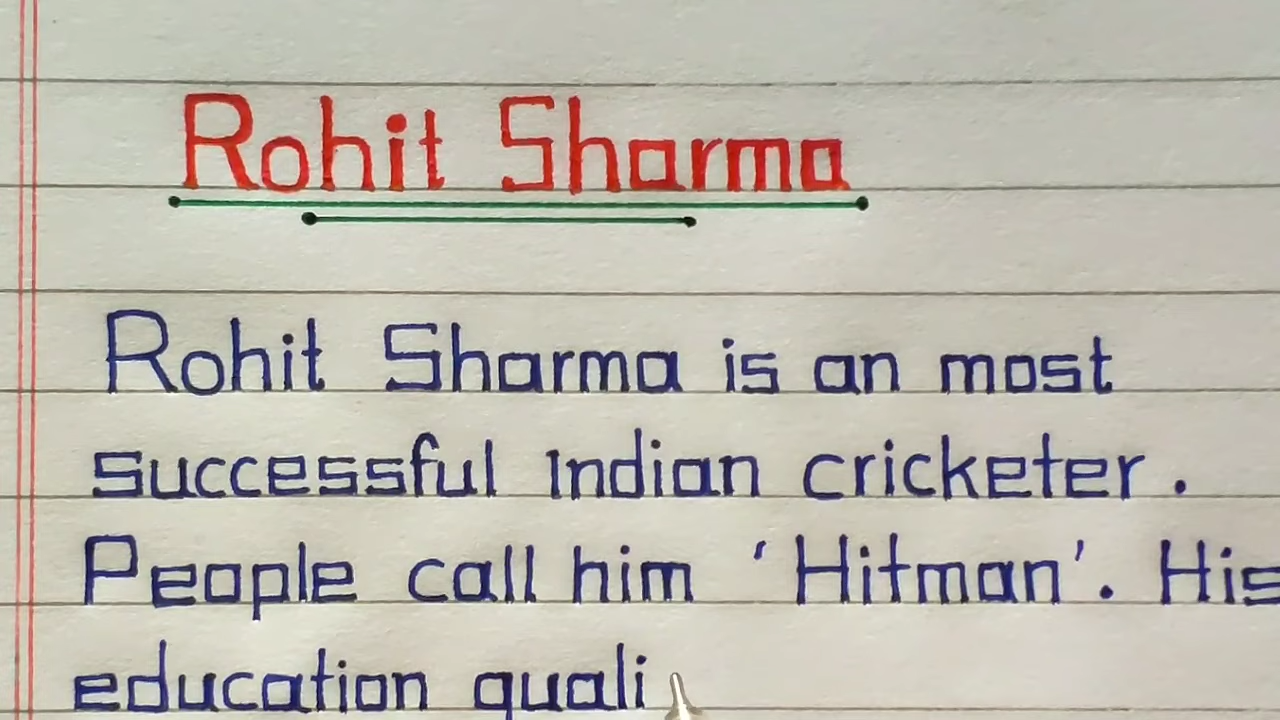 Rohit Sharma
Rohit Sharma is an most
successful Indian cricketer.
People call him 'Hitman'. His
education quali